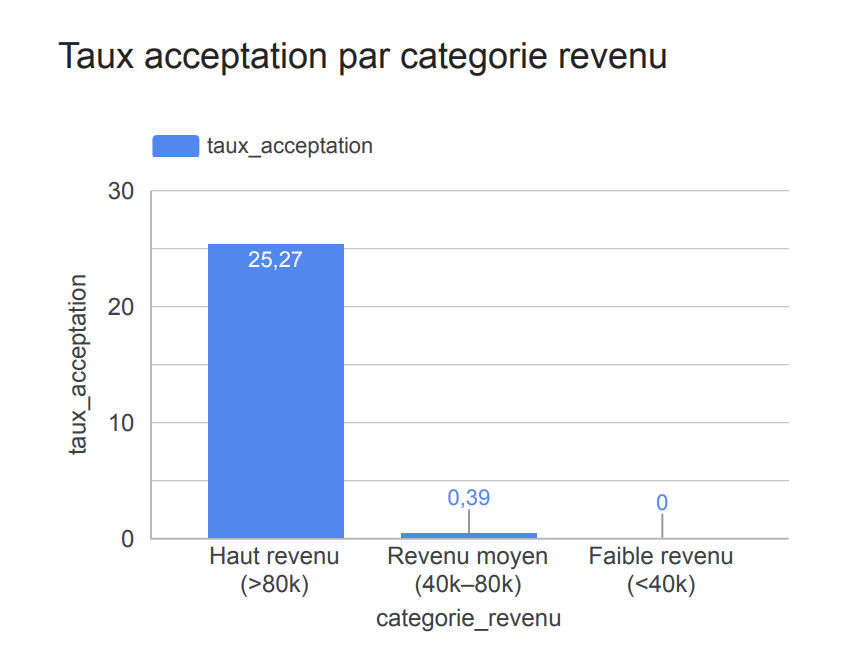 Taux acceptation par categorie revenu
taux_acceptation
30
20
10
0
taux_acceptation
25,27
0,39
0
Haut revenu
(>80k)
Revenu moyen
(40k–80k)
Faible revenu
(<40k)
categorie_revenu